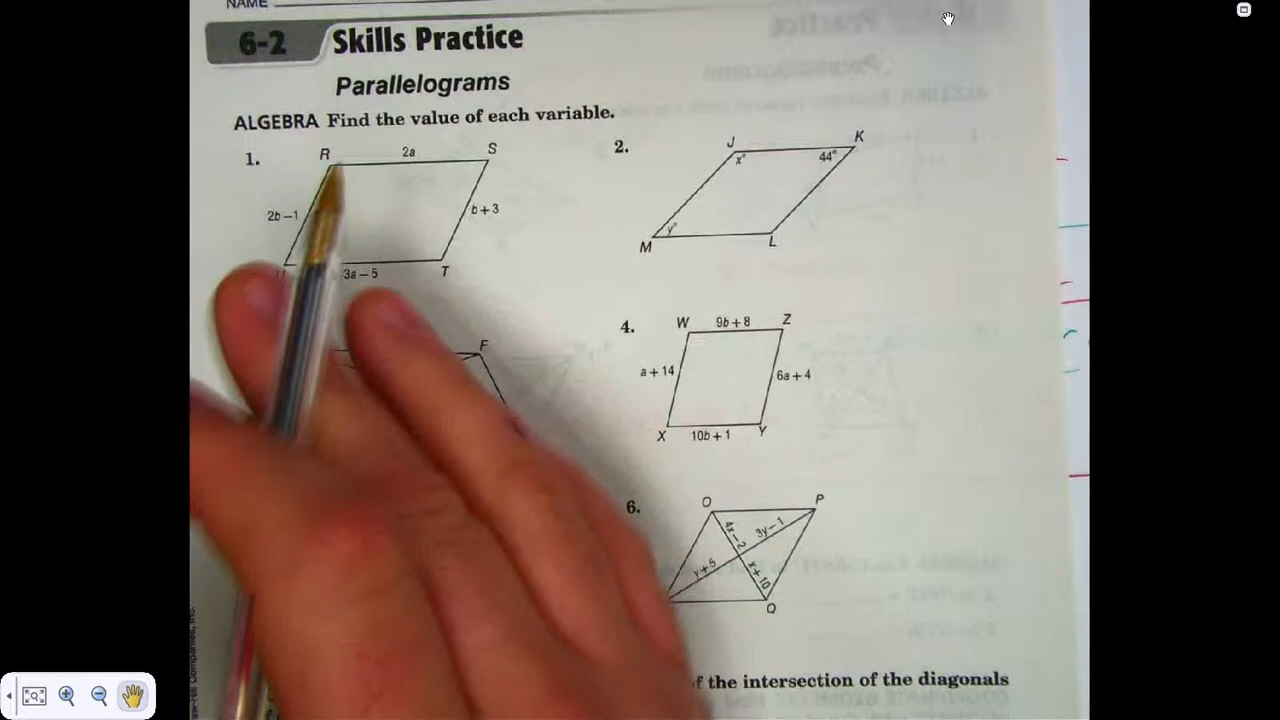 NAME
6-2 Skills Practice
Parallelograms
ALGEBRA Find the value of each variable.
1.
R 2a S
2b – 1
b + 3
3a – 5 T
2.
J K
x° 44°
y°
M L
F
4.
W 9b + 8 Z
a + 14
6a + 4
X 10b + 1 Y
6.
O P
4x – 2
3y – 1
y + 5
x + 10
Q
of the intersection of the diagonals